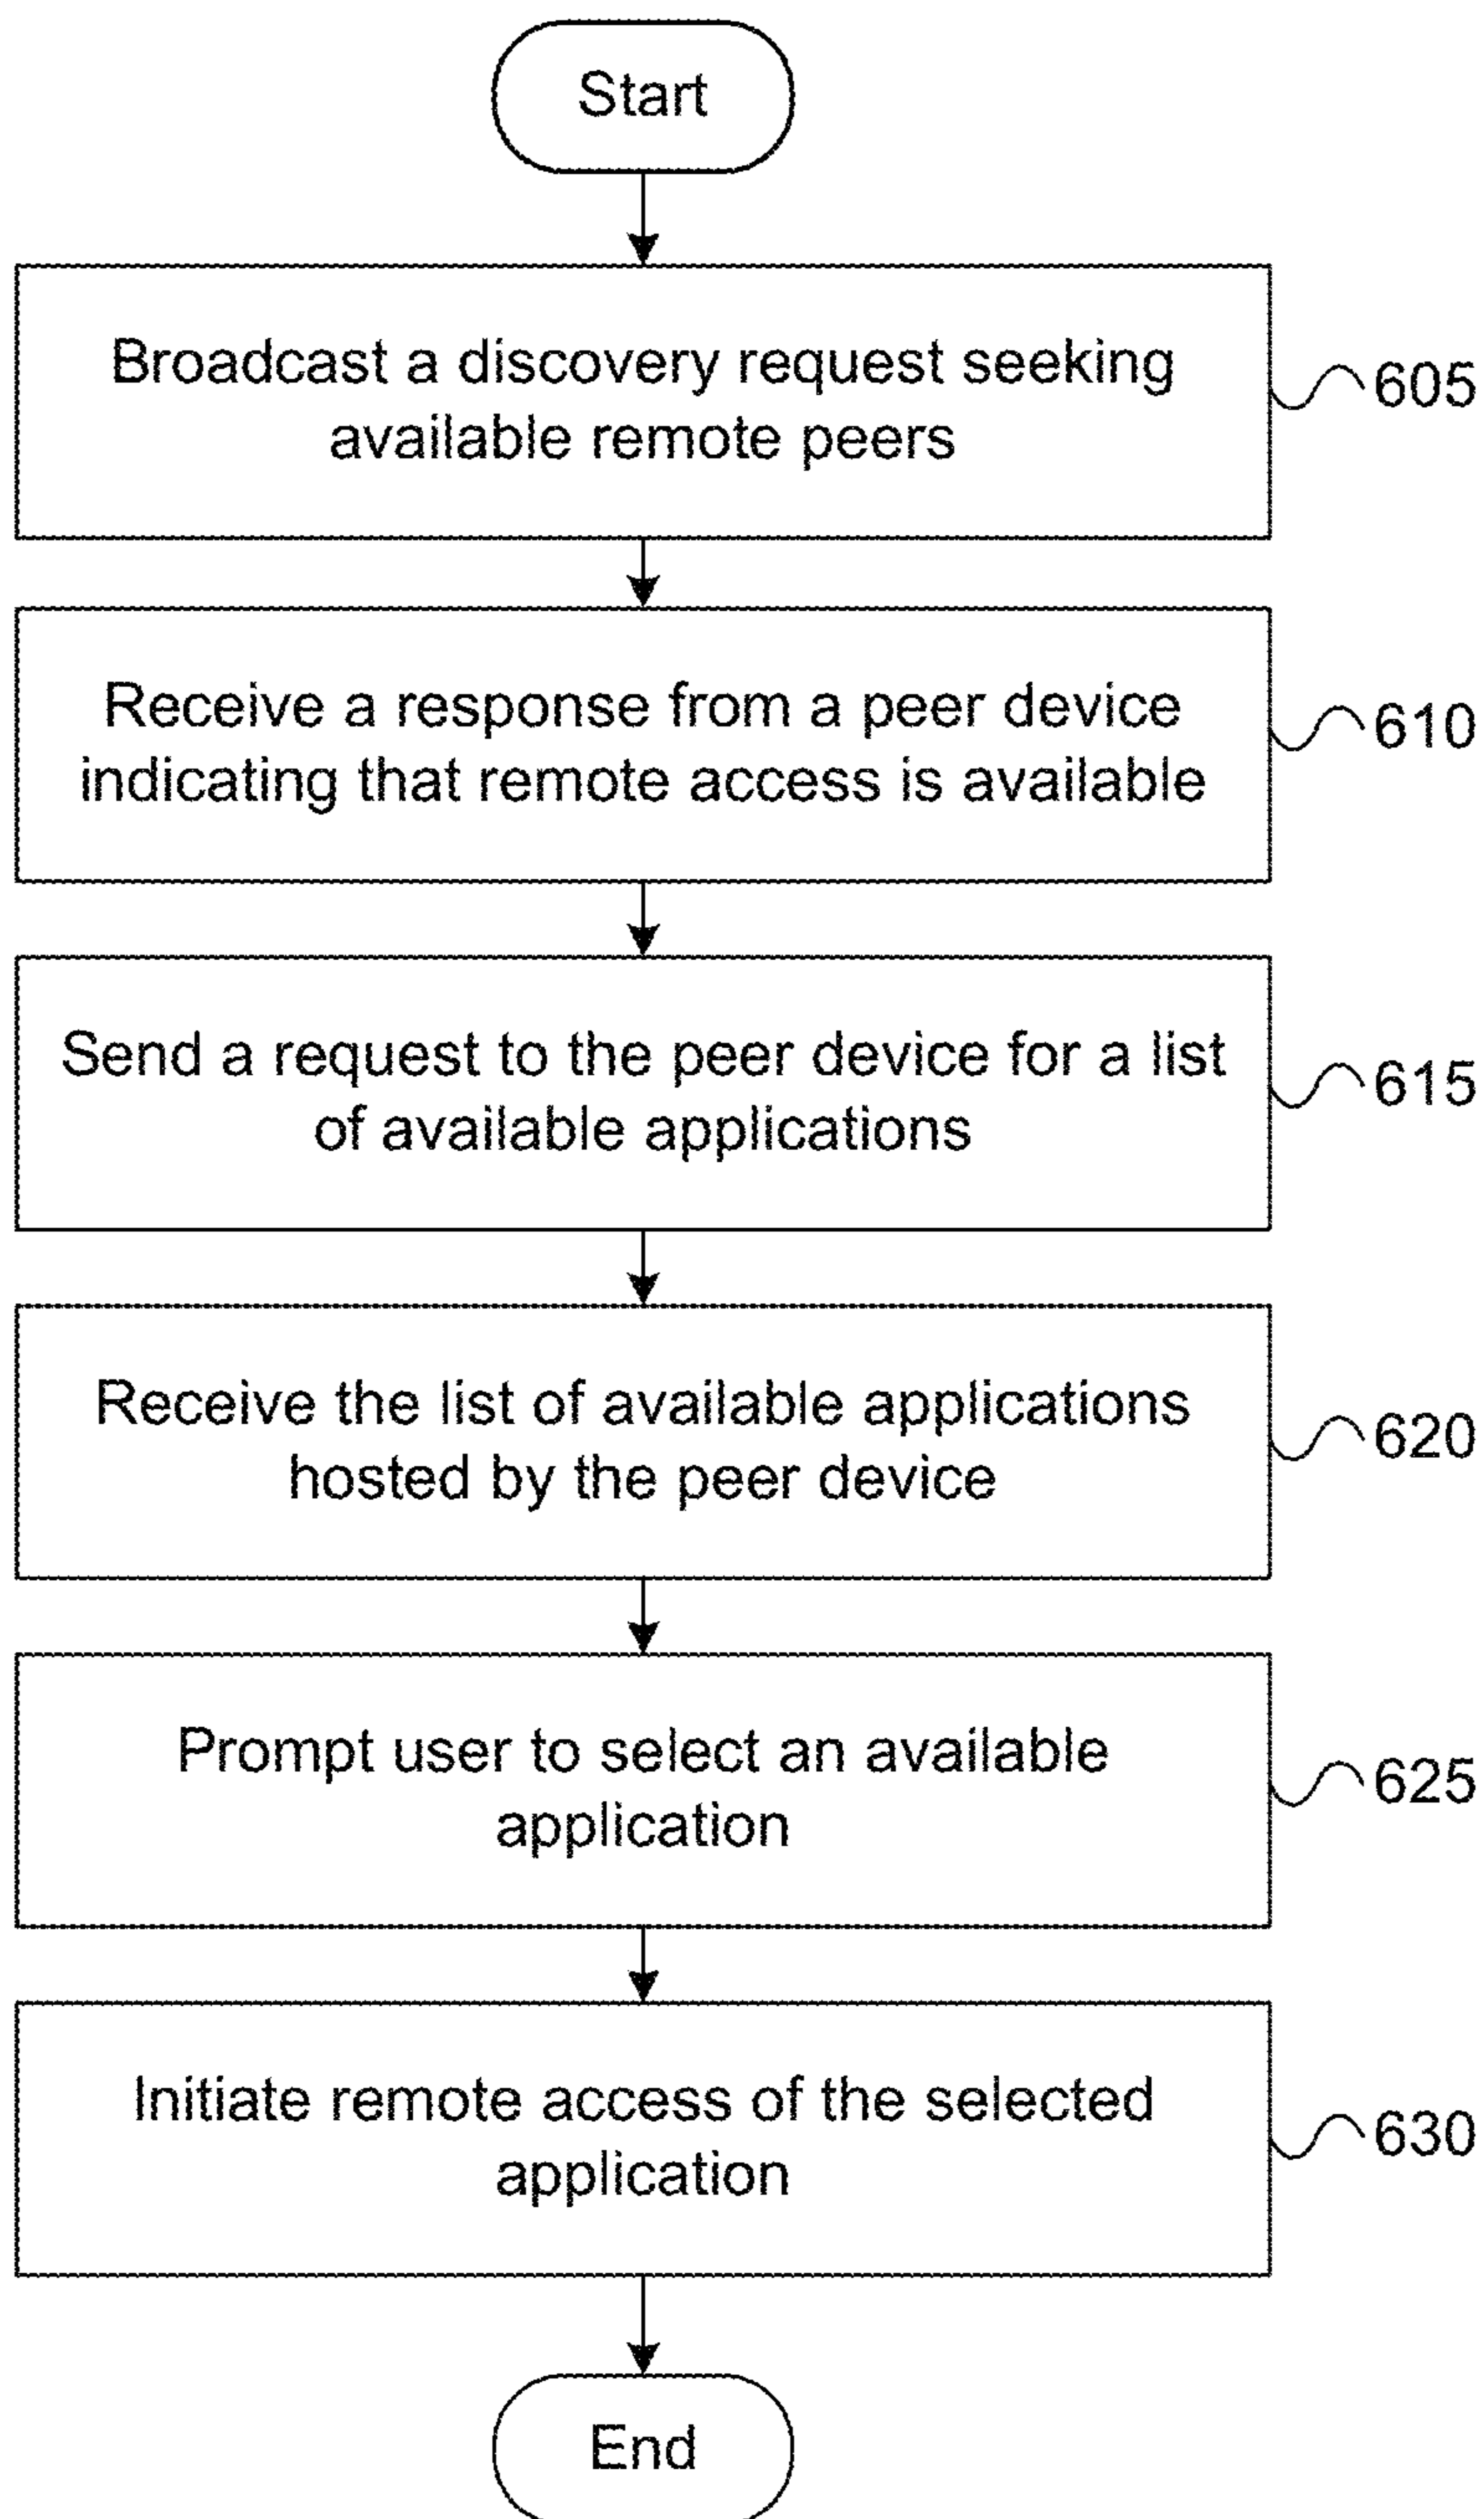 Start
Broadcast a discovery request seeking
available remote peers
605
Receive a response from a peer device
indicating that remote access is available
610
Send a request to the peer device for a list
of available applications
615
Receive the list of available applications
hosted by the peer device
620
Prompt user to select an available
application
625
Initiate remote access of the selected
application
630
End